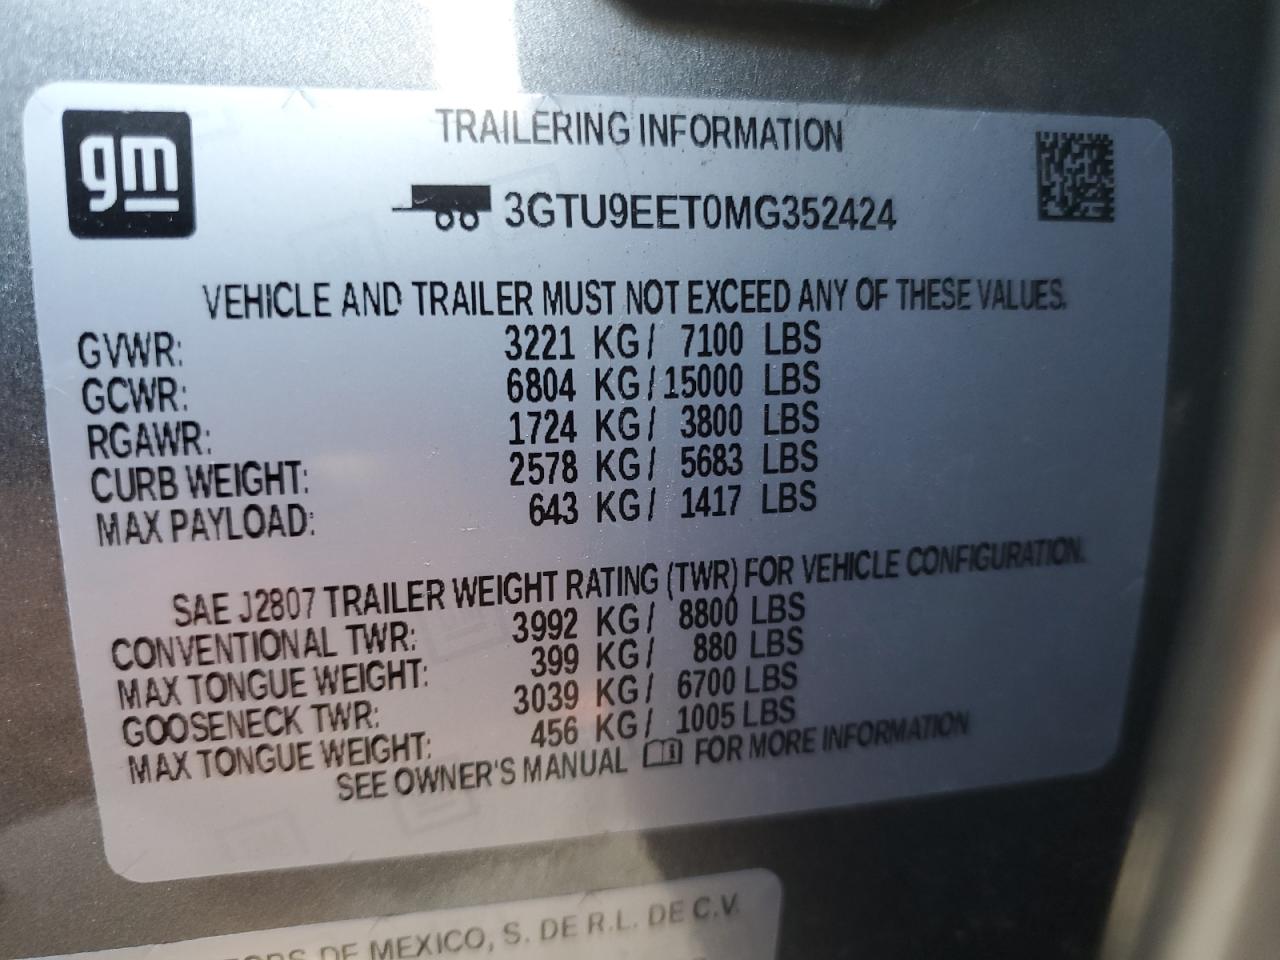 gm
TRAILERING INFORMATION
3GTU9EET0MG352424
VEHICLE AND TRAILER MUST NOT EXCEED ANY OF THESE VALUES.
GVWR: 3221 KG/ 7100 LBS
GCWR: 6804 KG/15000 LBS
RGAWR: 1724 KG/ 3800 LBS
CURB WEIGHT: 2578 KG/ 5683 LBS
MAX PAYLOAD: 643 KG/ 1417 LBS
SAE J2807 TRAILER WEIGHT RATING (TWR) FOR VEHICLE CONFIGURATION.
CONVENTIONAL TWR: 3992 KG/ 8800 LBS
MAX TONGUE WEIGHT: 399 KG/ 880 LBS
GOOSENECK TWR: 3039 KG/ 6700 LBS
MAX TONGUE WEIGHT: 456 KG/ 1005 LBS
SEE OWNER'S MANUAL FOR MORE INFORMATION
DE MEXICO, S. DE R.L. DE C.V.